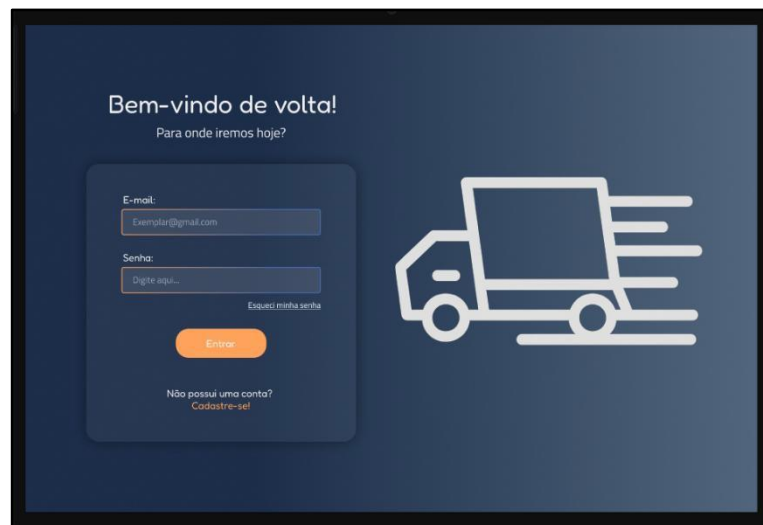 Bem-vindo de volta!
Para onde iremos hoje?
E-mail:
Exemplar@gmail.com
Senha:
Digite aqui...
Esqueci minha senha
Entrar
Não possui uma conta?
Cadastre-se!